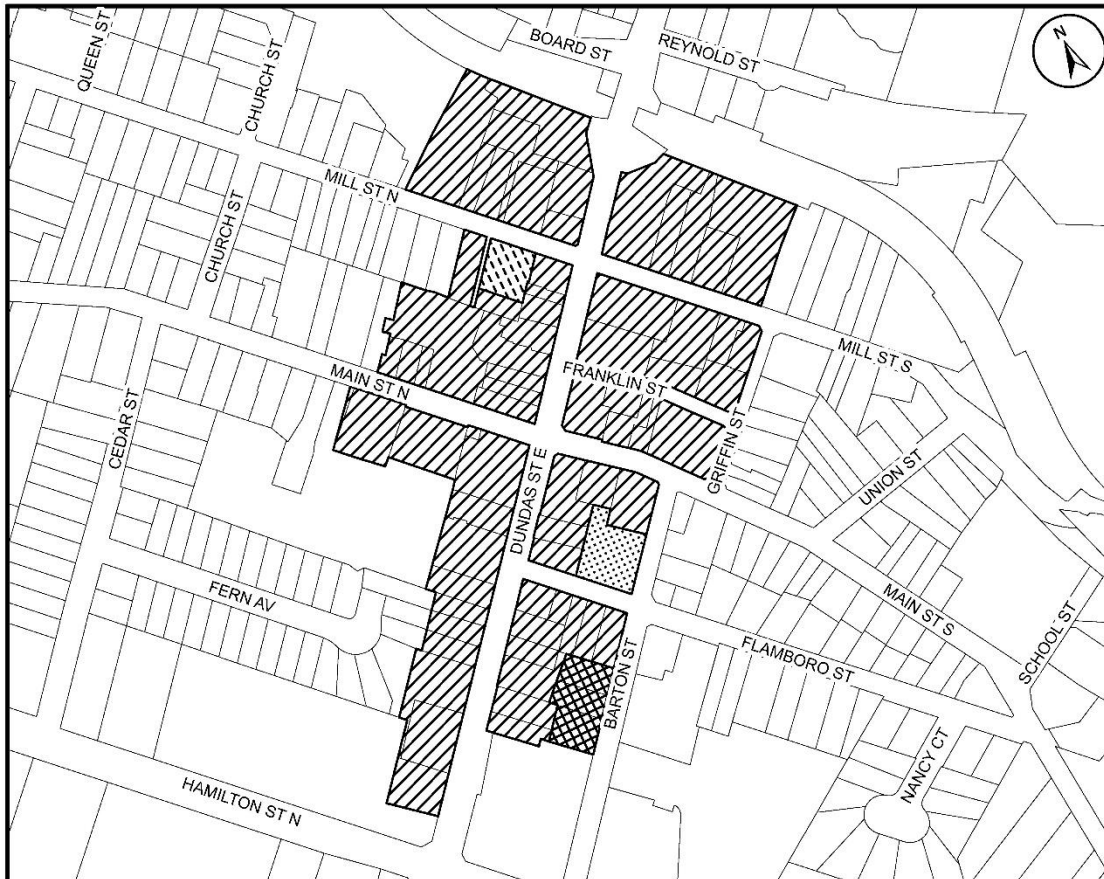 BOARD ST
REYNOLD ST
N
QUEEN ST
CHURCH ST
MILL ST N
CHURCH ST
MILL ST S
FRANKLIN ST
MAIN ST N
GRIFFIN ST
CEDAR ST
UNION ST
DUNDAS ST E
FERN AV
MAIN ST S
SCHOOL ST
FLAMBORO ST
BARTON ST
NANCY CT
HAMILTON ST N